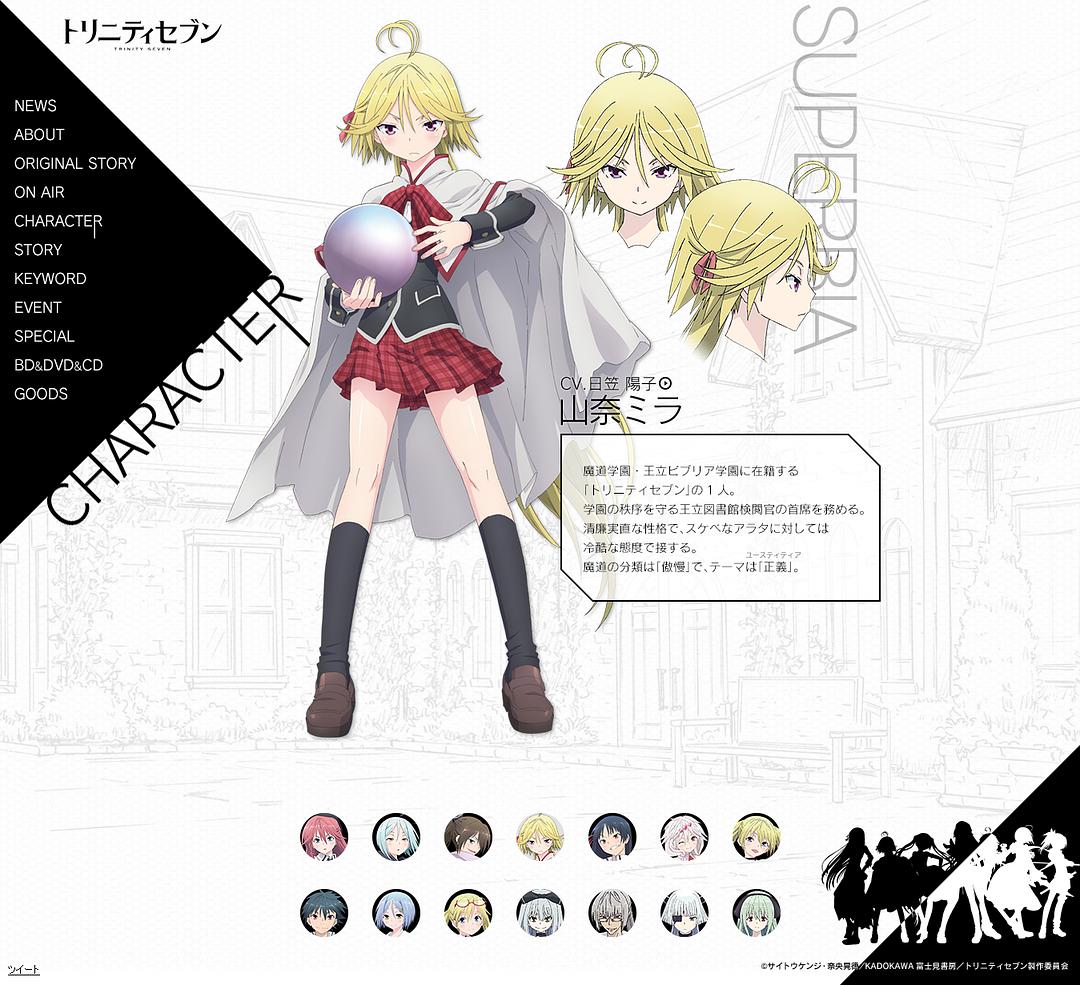 トリニティセブン
TRINITY SEVEN
NEWS
ABOUT
ORIGINAL STORY
ON AIR
CHARACTER
STORY
KEYWORD
EVENT
SPECIAL
BD&DVD&CD
GOODS
CHARACTER
SUPERBIA
CV.日笠 陽子
山奈ミラ
魔道学園・王立ビブリア学園に在籍する
「トリニティセブン」の1人。
学園の秩序を守る王立図書館検閲官の首席を務める。
清廉実直な性格で、スケベなアラタに対しては
冷酷な態度で接する。
ユースティティア
魔道の分類は「傲慢」で、テーマは「正義」。
ツイート
©サイトウケンジ・奈央晃徳／KADOKAWA 富士見書房／トリニティセブン製作委員会